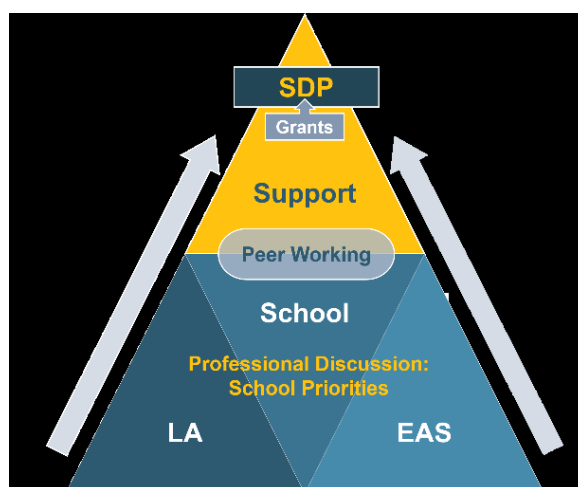 SDP
Grants
Support
Peer Working
School
Professional Discussion:
School Priorities
LA
EAS